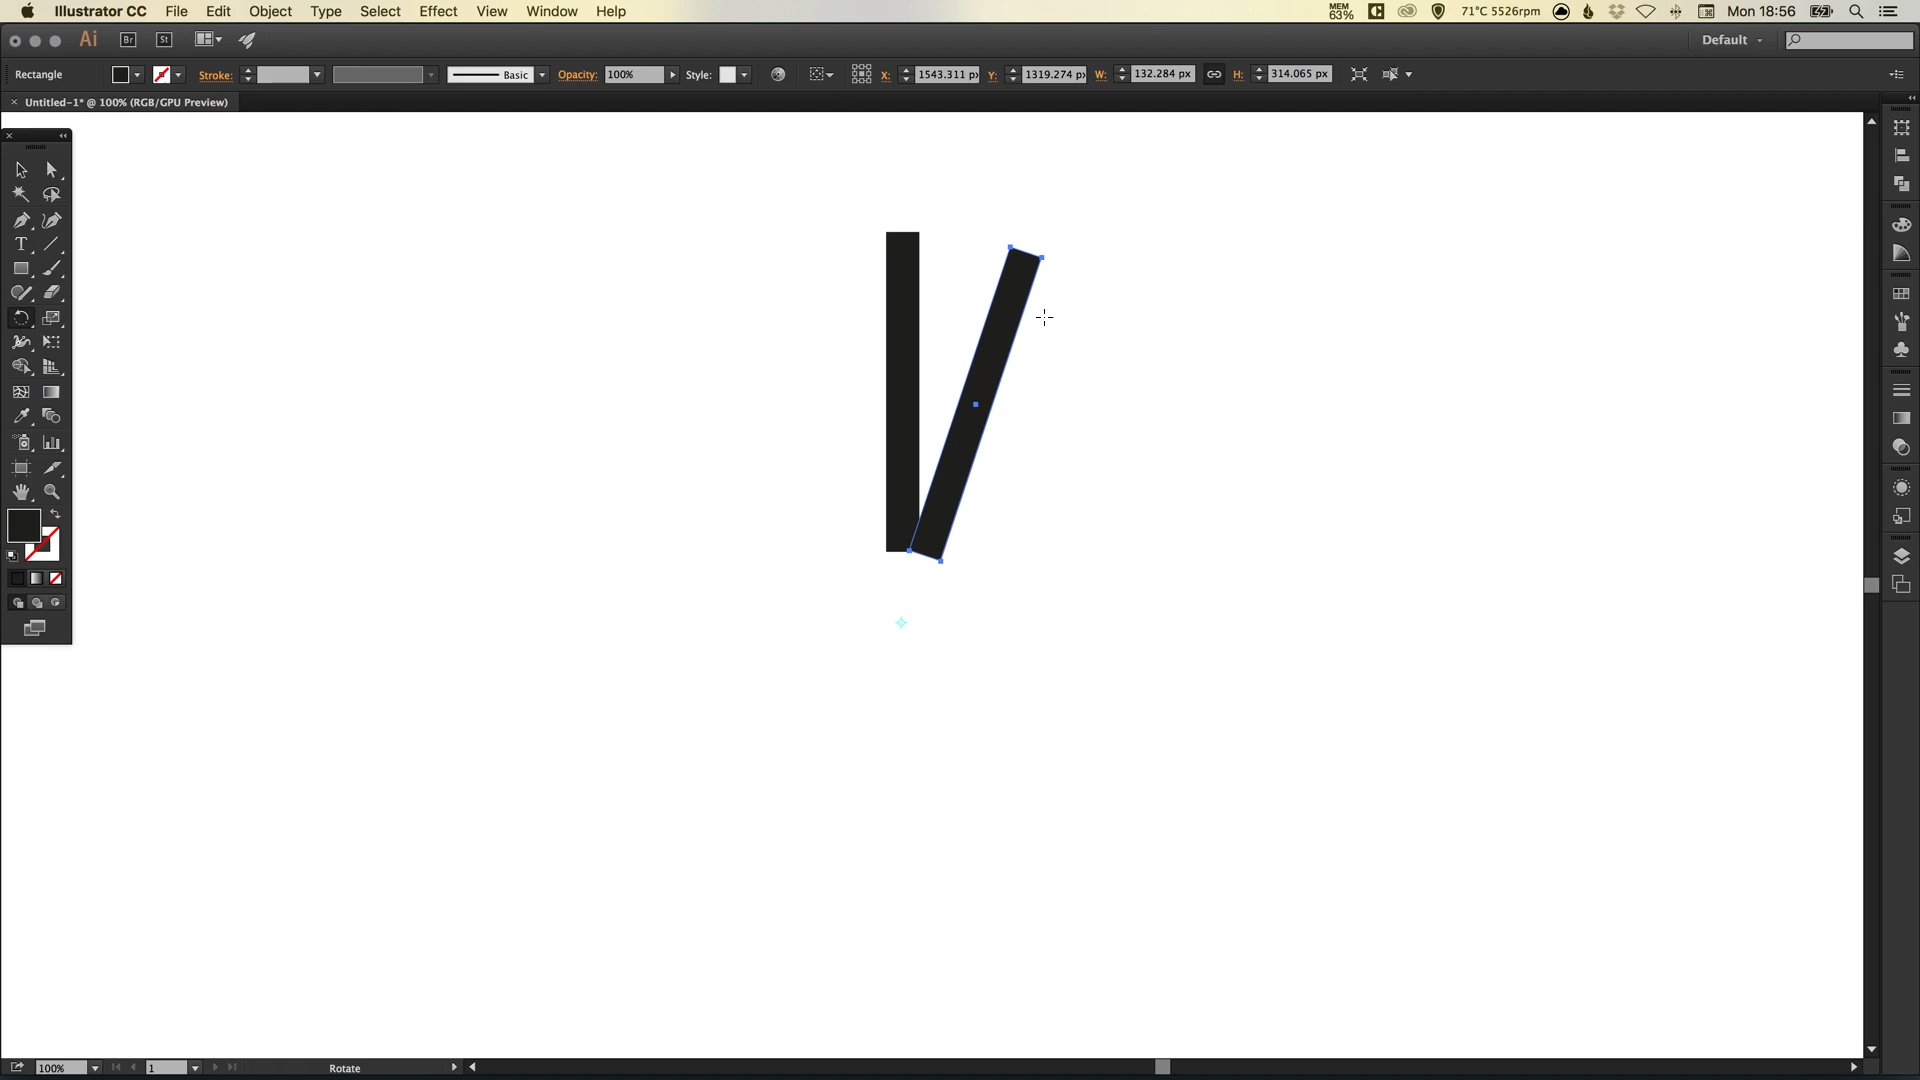 Illustrator CC File Edit Object Type Select Effect View Window Help MEM 63% 71°C 5526rpm Mon 18:56
Ai Br St Default
Rectangle Stroke: Basic Opacity: 100% Style: X: 1543.311 px Y: 1319.274 px W: 132.284 px H: 314.065 px
× Untitled-1* @ 100% (RGB/GPU Preview)
T
100% 1 Rotate